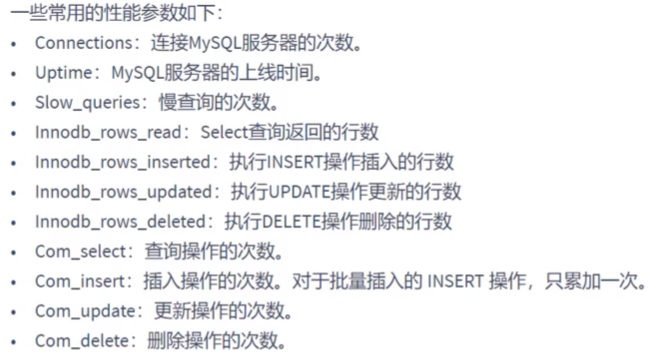 一些常用的性能参数如下：
• Connections：连接MySQL服务器的次数。
• Uptime：MySQL服务器的上线时间。
• Slow_queries：慢查询的次数。
• Innodb_rows_read：Select查询返回的行数
• Innodb_rows_inserted：执行INSERT操作插入的行数
• Innodb_rows_updated：执行UPDATE操作更新的行数
• Innodb_rows_deleted：执行DELETE操作删除的行数
• Com_select：查询操作的次数。
• Com_insert：插入操作的次数。对于批量插入的 INSERT 操作，只累加一次。
• Com_update：更新操作的次数。
• Com_delete：删除操作的次数。